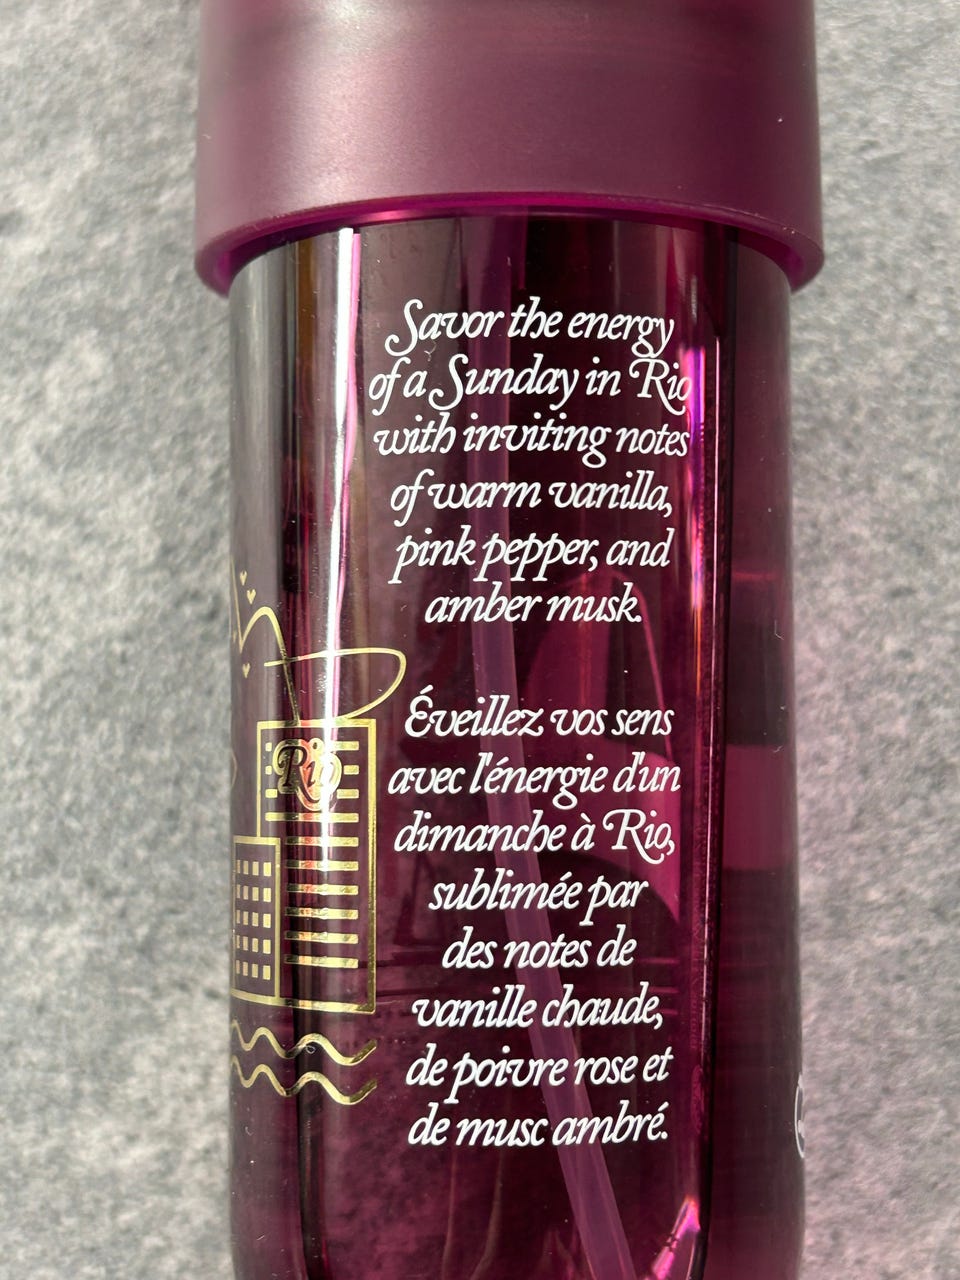 Savor the energy
of a Sunday in Rio
with inviting notes
of warm vanilla,
pink pepper, and
amber musk.
Éveillez vos sens
avec l'énergie d'un
dimanche à Rio,
sublimée par
des notes de
vanille chaude,
de poivre rose et
de musc ambré.
Rio